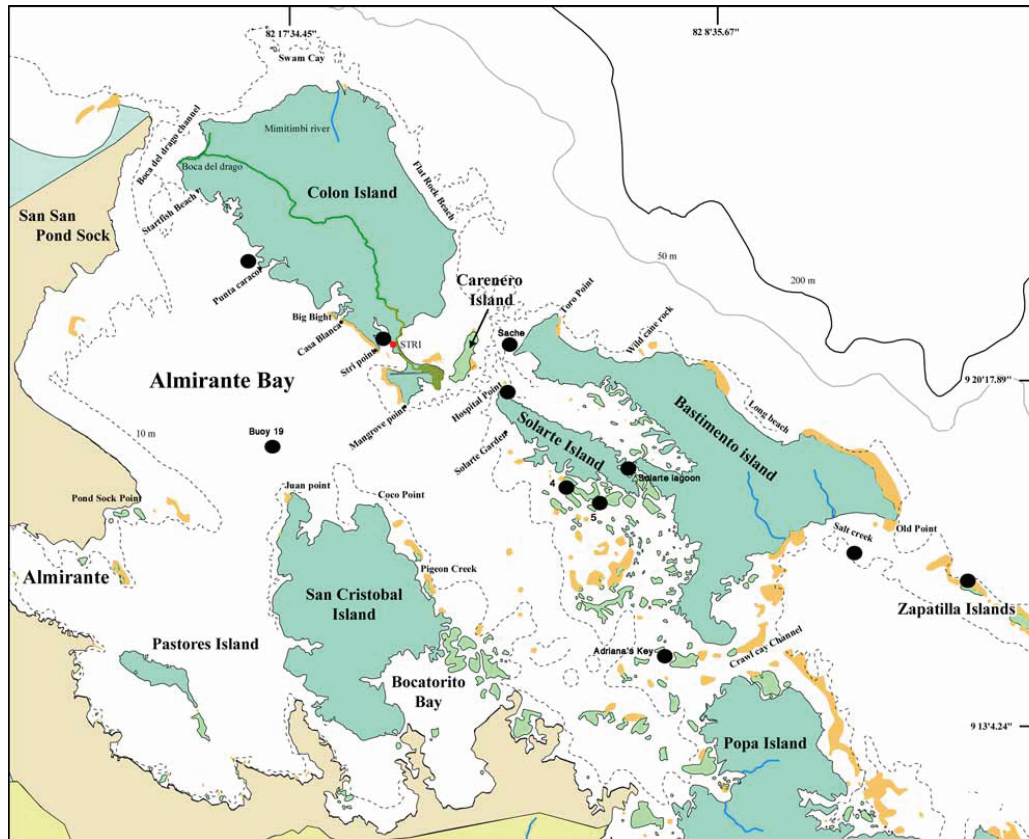 82 17'34.45"
82 8'35.67"
Swam Cay
Mimitimbi river
Boca del drago channel
Boca del drago
Flat Rock Beach
Colon Island
Startfish Beach
San San
Pond Sock
50 m
200 m
Punta caracol
Carenero
Island
Toro Point
Big Bight
Casa Blanca
Stri point
STRI
Sache
Wild cane rock
Almirante Bay
9 20'17.89"
Mangrove point
Hospital Point
Long beach
Bastimento island
Solarte Island
Solarte Garden
10 m
Buoy 19
Solarte lagoon
Juan point
Coco Point
4
5
Pond Sock Point
Old Point
Salt creek
Almirante
Pigeon Creek
San Cristobal
Island
Zapatilla Islands
Pastores Island
Adriana's Key
Crawl cay Channel
Bocatorito
Bay
9 13'4.24"
Popa Island